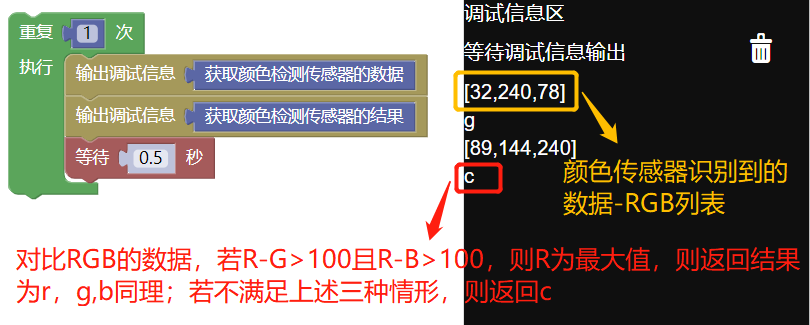 重复 1 次
执行
输出调试信息 获取颜色检测传感器的数据
输出调试信息 获取颜色检测传感器的结果
等待 0.5 秒
调试信息区
等待调试信息输出
[32,240,78]
g
[89,144,240]
c
颜色传感器识别到的
数据-RGB列表
对比RGB的数据，若R-G>100且R-B>100，则R为最大值，则返回结果
为r，g,b同理；若不满足上述三种情形，则返回c